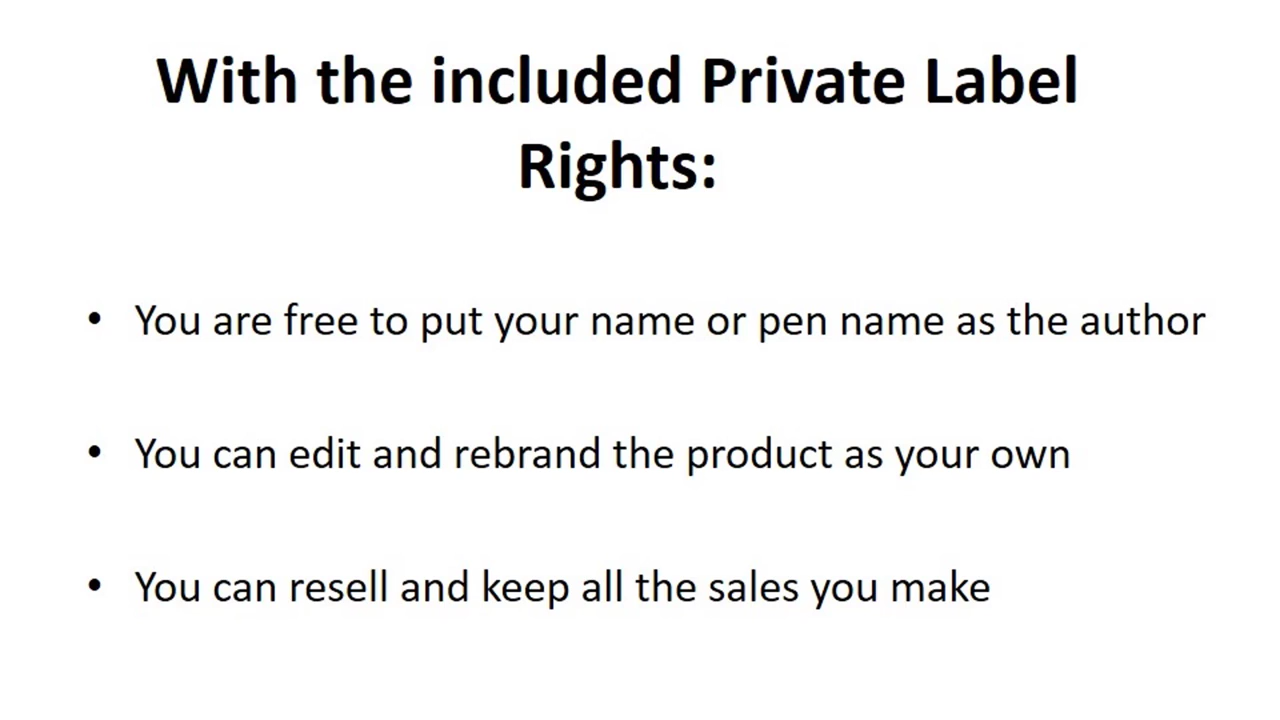 With the included Private Label
Rights:
• You are free to put your name or pen name as the author
• You can edit and rebrand the product as your own
• You can resell and keep all the sales you make